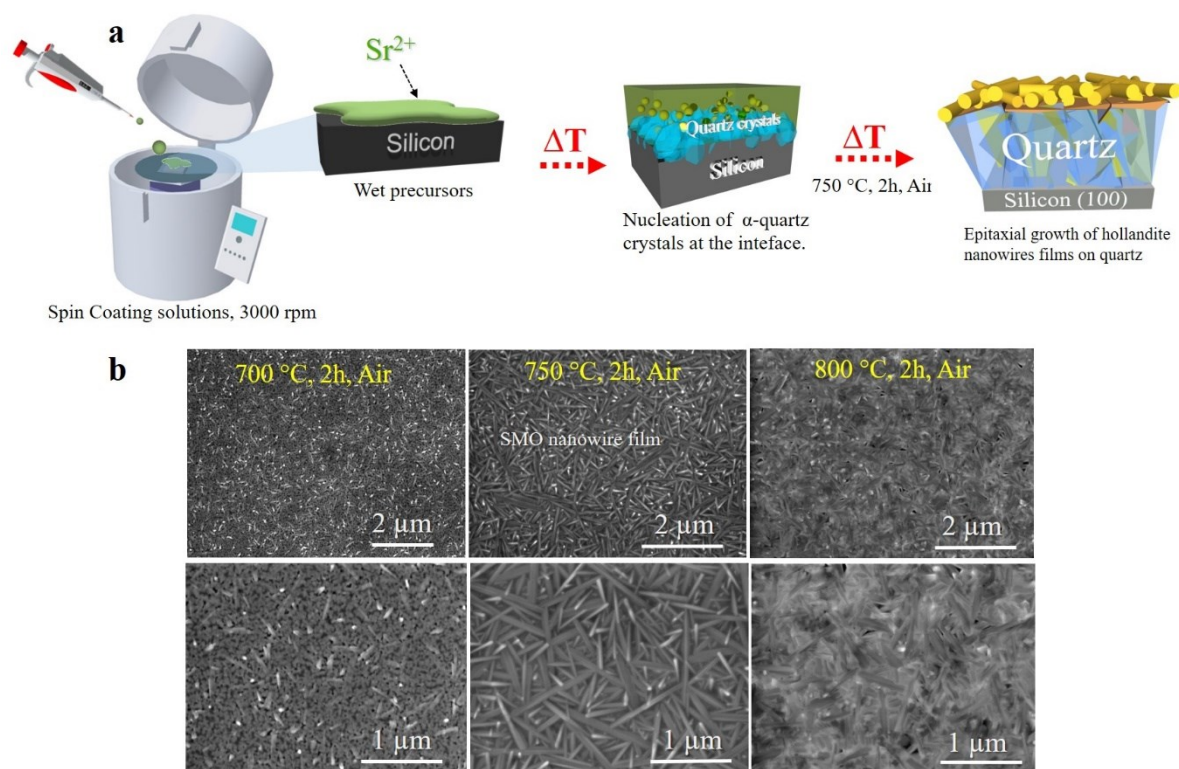 a
Sr²⁺
Silicon
Wet precursors
Spin Coating solutions, 3000 rpm
ΔT
Quartz crystals
Silicon
Nucleation of α-quartz
crystals at the inteface.
ΔT
750 °C, 2h, Air
Quartz
Silicon (100)
Epitaxial growth of hollandite
nanowires films on quartz
b
700 °C, 2h, Air
2 µm
750 °C, 2h, Air
SMO nanowire film
2 µm
800 °C, 2h, Air
2 µm
1 µm
1 µm
1 µm